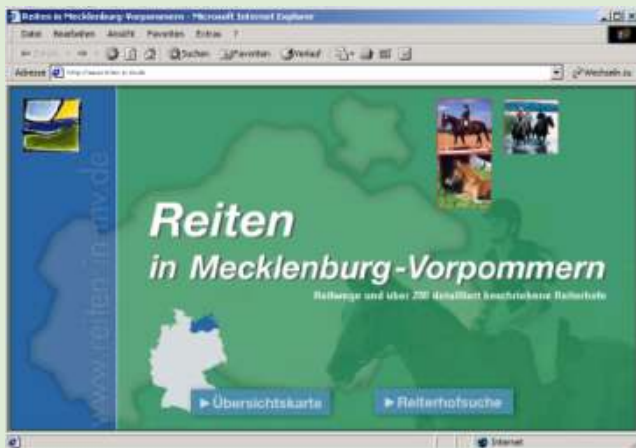 Reiten in Mecklenburg-Vorpommern - Microsoft Internet Explorer
Datei Bearbeiten Ansicht Favoriten Extras ?
Suchen Favoriten Verlauf
Adresse
Wechseln zu
www.reiten-in-mv.de
Reiten
in Mecklenburg-Vorpommern
Reitwege und über 200 detailliert beschriebene Reiterhöfe
►Übersichtskarte
►Reiterhofsuche
Internet